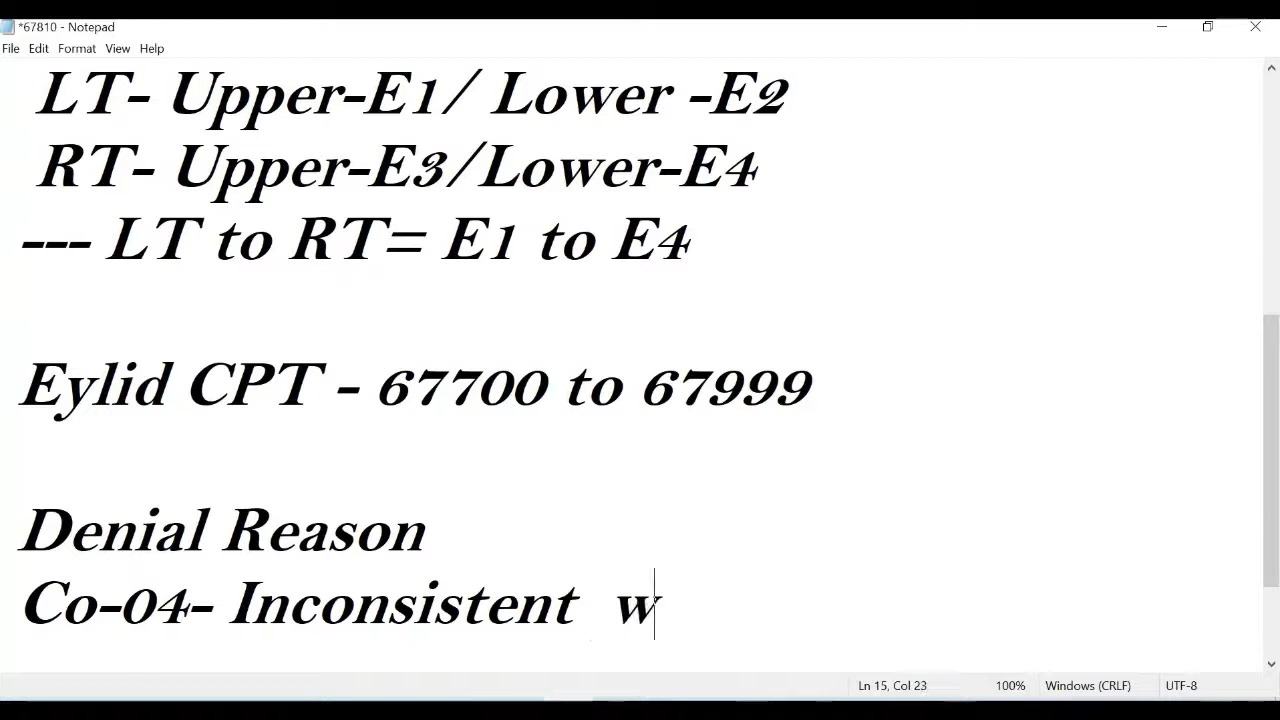 *67810 - Notepad
File Edit Format View Help
LT- Upper-E1/ Lower -E2
RT- Upper-E3/Lower-E4
--- LT to RT= E1 to E4
Eylid CPT - 67700 to 67999
Denial Reason
Co-04- Inconsistent w
Ln 15, Col 23 100% Windows (CRLF) UTF-8